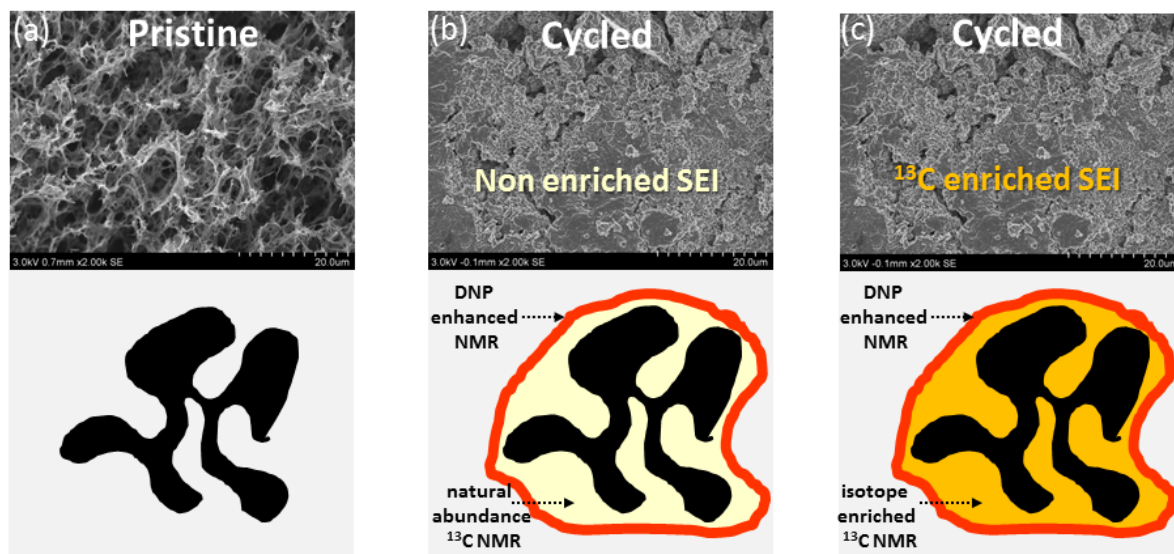 (a) Pristine
3.0kV 0.7mm x2.00k SE
20.0um
(b) Cycled
Non enriched SEI
3.0kV -0.1mm x2.00k SE
20.0um
(c) Cycled
¹³C enriched SEI
3.0kV -0.1mm x2.00k SE
20.0um
DNP
enhanced
NMR
natural
abundance
¹³C NMR
DNP
enhanced
NMR
isotope
enriched
¹³C NMR